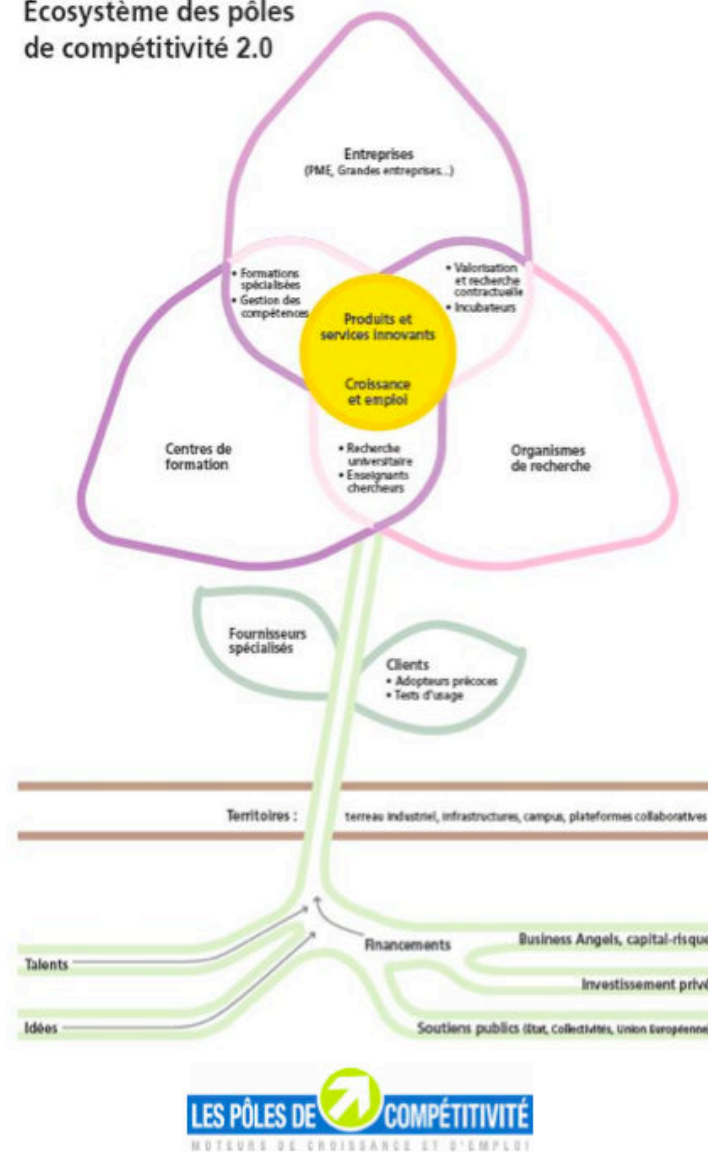 Ecosystème des pôles
de compétitivité 2.0
Entreprises
(PME, Grandes entreprises...)
• Formations
spécialisées
• Gestion des
compétences
• Valorisation
et recherche
contractuelle
• Incubateurs
Produits et
services innovants
Croissance
et emploi
Centres de
formation
• Recherche
universitaire
• Enseignants
chercheurs
Organismes
de recherche
Fournisseurs
spécialisés
Clients
• Adopteurs précoces
• Tests d'usage
Territoires : terreau industriel, infrastructures, campus, plateformes collaboratives
Talents
Idées
Financements
Business Angels, capital-risque
Investissement privé
Soutiens publics (État, Collectivités, Union Européenne
LES PÔLES DE COMPÉTITIVITÉ
MOTEURS DE CROISSANCE ET D'EMPLOI